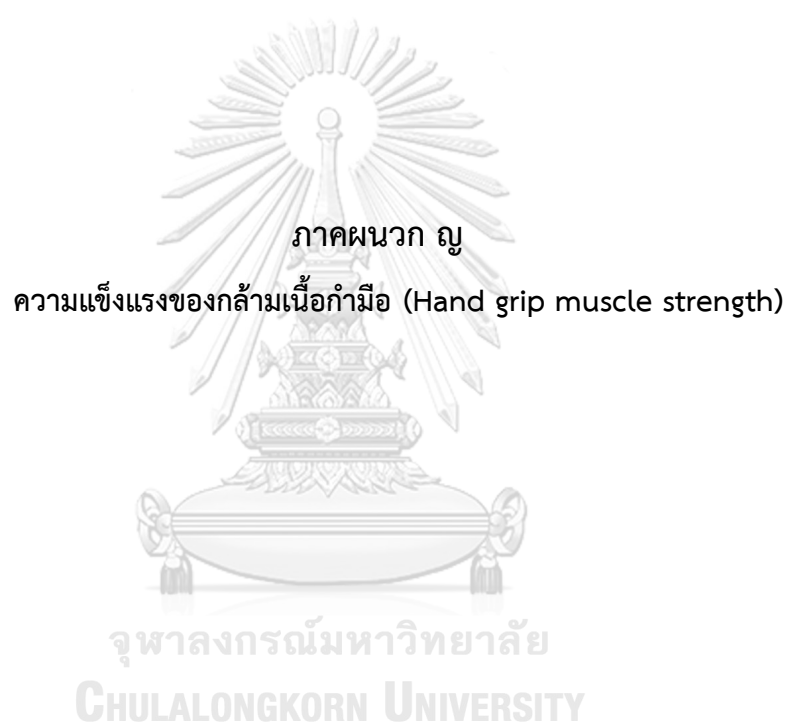 ภาคผนวก ญ
ความแข็งแรงของกล้ามเนื้อกำมือ (Hand grip muscle strength)
จุฬาลงกรณ์มหาวิทยาลัย
CHULALONGKORN UNIVERSITY